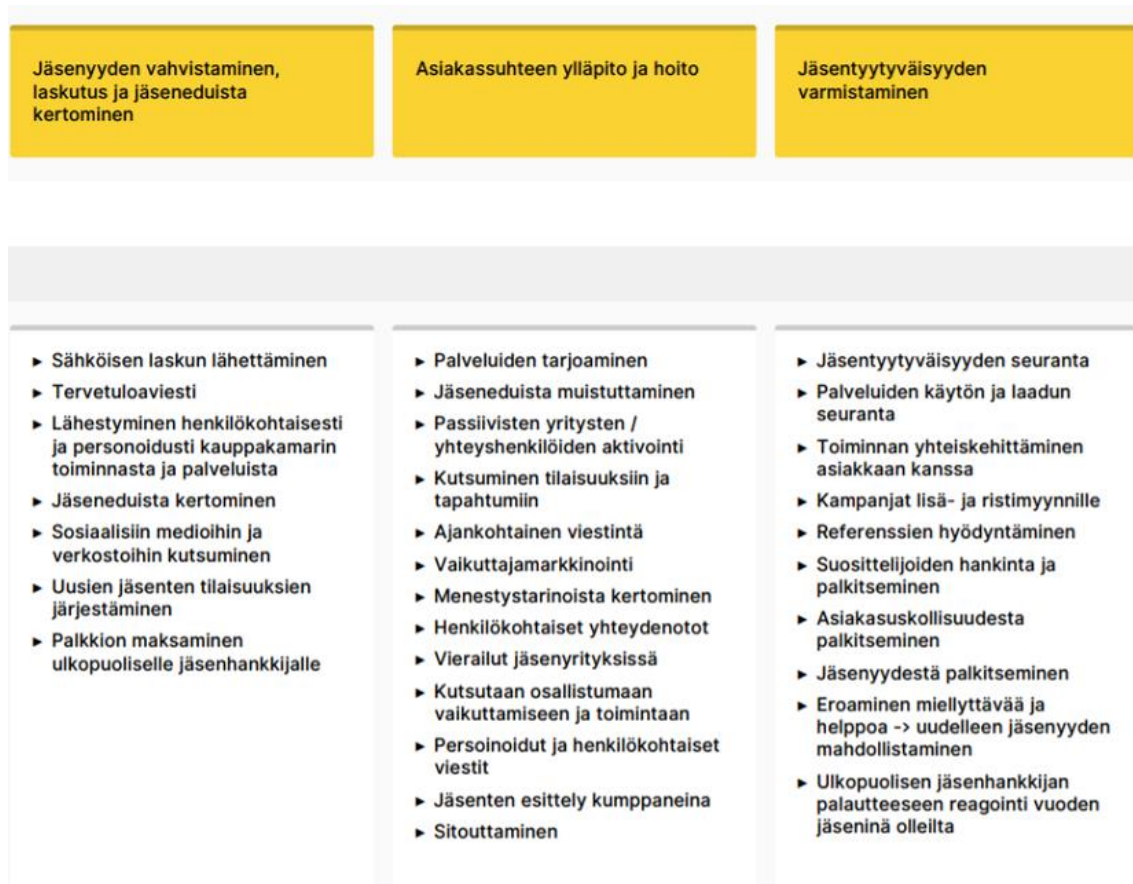 Jäsenyyden vahvistaminen,
laskutus ja jäseneduista
kertominen
Asiakassuhteen ylläpito ja hoito
Jäsentyytyväisyyden
varmistaminen
► Sähköisen laskun lähettäminen
► Tervetuloaviesti
► Lähestyminen henkilökohtaisesti
ja personoidusti kauppakamarin
toiminnasta ja palveluista
► Jäseneduista kertominen
► Sosiaalisiin medioihin ja
verkostoihin kutsuminen
► Uusien jäsenten tilaisuuksien
järjestäminen
► Palkkion maksaminen
ulkopuoliselle jäsenhankkijalle
► Palveluiden tarjoaminen
► Jäseneduista muistuttaminen
► Passiivisten yritysten /
yhteyshenkilöiden aktivointi
► Kutsuminen tilaisuuksiin ja
tapahtumiin
► Ajankohtainen viestintä
► Vaikuttajamarkkinointi
► Menestystarinoista kertominen
► Henkilökohtaiset yhteydenotot
► Vierailut jäsenyrityksissä
► Kutsutaan osallistumaan
vaikuttamiseen ja toimintaan
► Persoinoidut ja henkilökohtaiset
viestit
► Jäsenten esittely kumppaneina
► Sitouttaminen
► Jäsentyytyväisyyden seuranta
► Palveluiden käytön ja laadun
seuranta
► Toiminnan yhteiskehittäminen
asiakkaan kanssa
► Kampanjat lisä- ja ristimyynnille
► Referenssien hyödyntäminen
► Suosittelijoiden hankinta ja
palkitseminen
► Asiakasuskollisuudesta
palkitseminen
► Jäsenyydestä palkitseminen
► Eroaminen miellyttävää ja
helppoa -> uudelleen jäsenyyden
mahdollistaminen
► Ulkopuolisen jäsenhankkijan
palautteeseen reagointi vuoden
jäseninä olleilta